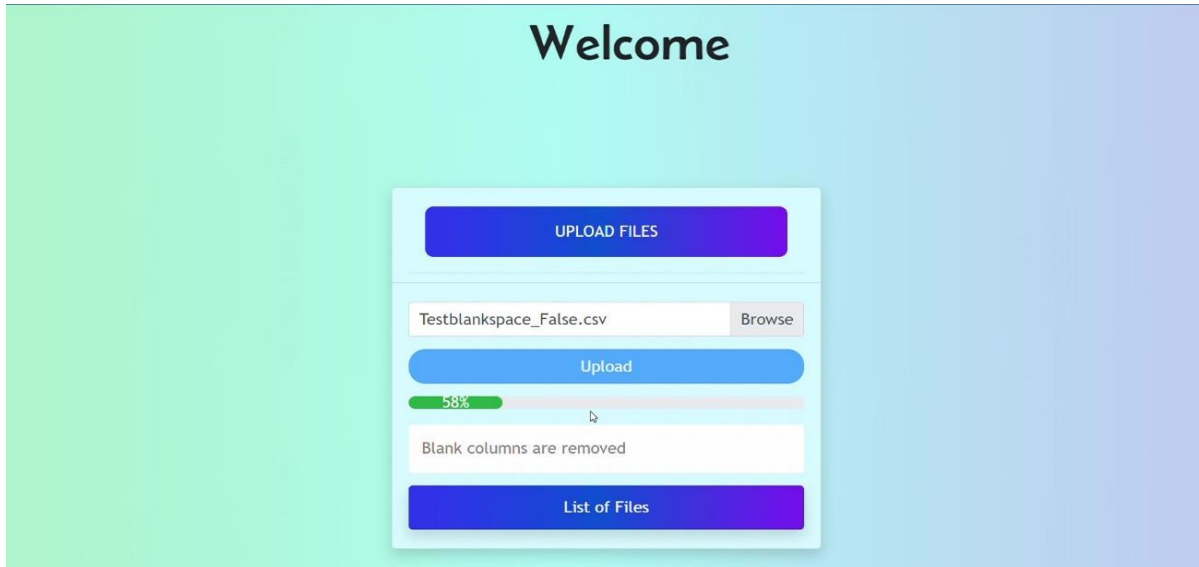 Welcome
UPLOAD FILES
Testblankspace_False.csv Browse
Upload
58%
Blank columns are removed
List of Files